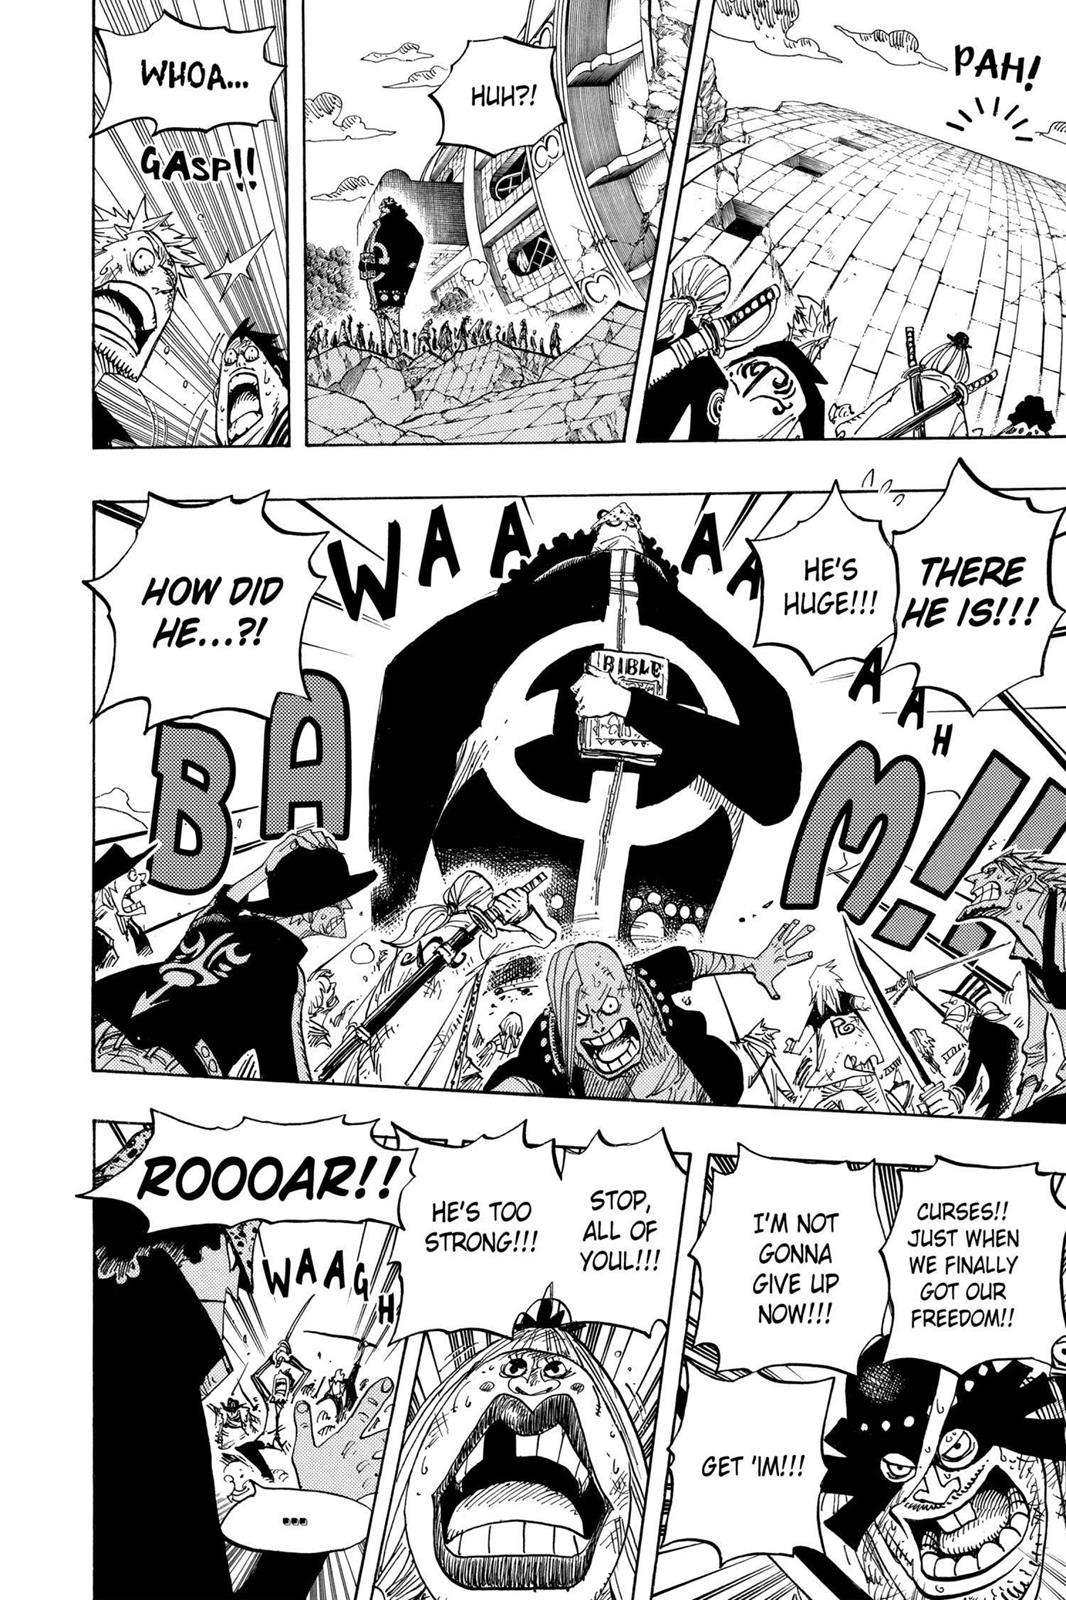 PAH!
HUH?!
WHOA...
GASP!!
THERE
HE IS!!!
HE'S
HUGE!!!
WAAAAAAH
HOW DID
HE...?!
BIBLE
BAM!!
CURSES!!
JUST WHEN
WE FINALLY
GOT OUR
FREEDOM!!
I'M NOT
GONNA
GIVE UP
NOW!!!
GET 'IM!!!
STOP,
ALL OF
YOU!!!
HE'S TOO
STRONG!!!
ROOOAR!!
WAAGH
...